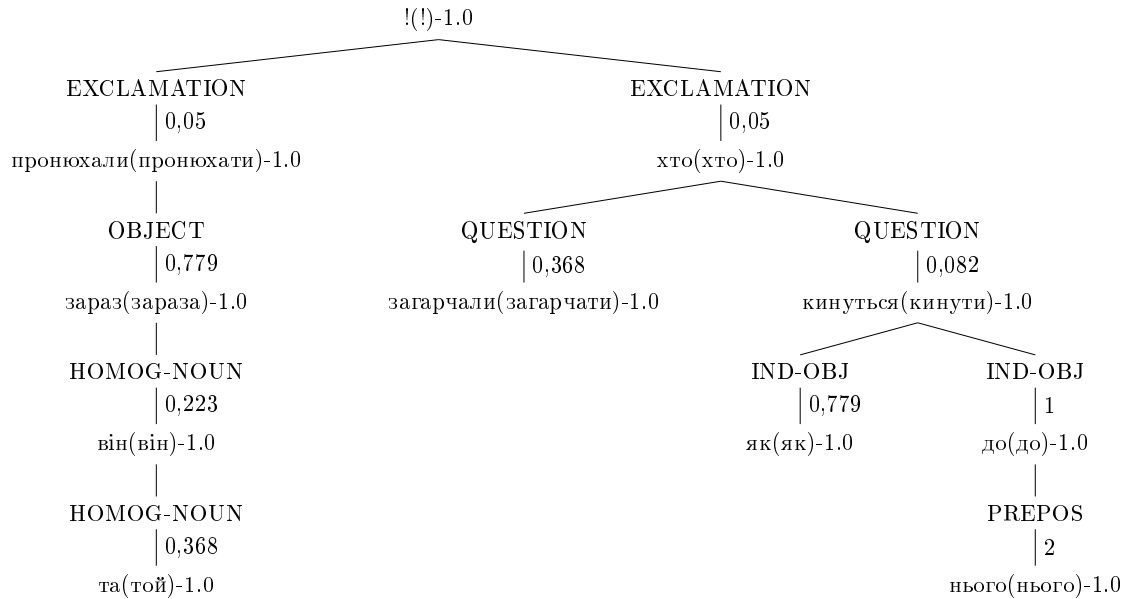 !(!)-1.0
EXCLAMATION EXCLAMATION
0,05 0,05
пронюхали(пронюхати)-1.0 хто(хто)-1.0
OBJECT QUESTION QUESTION
0,779 0,368 0,082
зараз(зараза)-1.0 загарчали(загарчати)-1.0 кинуться(кинути)-1.0
HOMOG-NOUN IND-OBJ IND-OBJ
0,223 0,779 1
він(він)-1.0 як(як)-1.0 до(до)-1.0
HOMOG-NOUN PREPOS
0,368 2
та(той)-1.0 нього(нього)-1.0